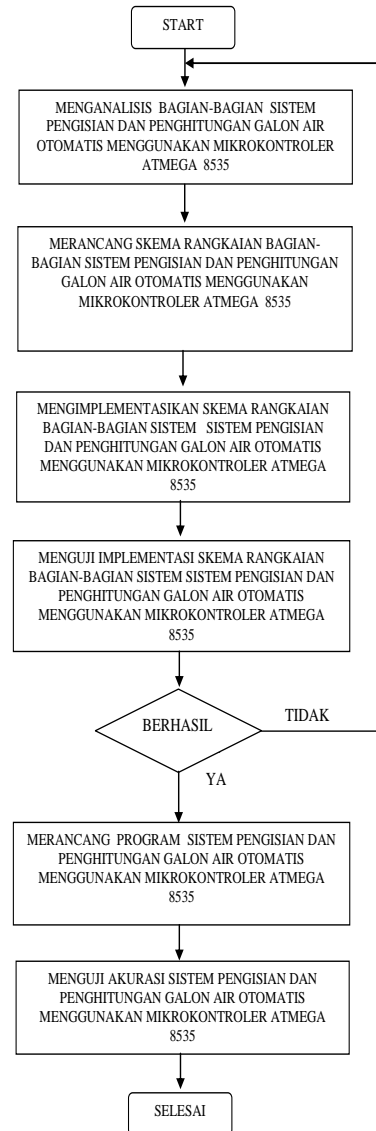 START
MENGANALISIS BAGIAN-BAGIAN SISTEM
PENGISIAN DAN PENGHITUNGAN GALON AIR
OTOMATIS MENGGUNAKAN MIKROKONTROLER
ATMEGA 8535
MERANCANG SKEMA RANGKAIAN BAGIAN-
BAGIAN SISTEM PENGISIAN DAN PENGHITUNGAN
GALON AIR OTOMATIS MENGGUNAKAN
MIKROKONTROLER ATMEGA 8535
MENGIMPLEMENTASIKAN SKEMA RANGKAIAN
BAGIAN-BAGIAN SISTEM SISTEM PENGISIAN
DAN PENGHITUNGAN GALON AIR OTOMATIS
MENGGUNAKAN MIKROKONTROLER ATMEGA
8535
MENGUJI IMPLEMENTASI SKEMA RANGKAIAN
BAGIAN-BAGIAN SISTEM SISTEM PENGISIAN DAN
PENGHITUNGAN GALON AIR OTOMATIS
MENGGUNAKAN MIKROKONTROLER ATMEGA
8535
BERHASIL
TIDAK
YA
MERANCANG PROGRAM SISTEM PENGISIAN DAN
PENGHITUNGAN GALON AIR OTOMATIS
MENGGUNAKAN MIKROKONTROLER ATMEGA
8535
MENGUJI AKURASI SISTEM PENGISIAN DAN
PENGHITUNGAN GALON AIR OTOMATIS
MENGGUNAKAN MIKROKONTROLER ATMEGA
8535
SELESAI